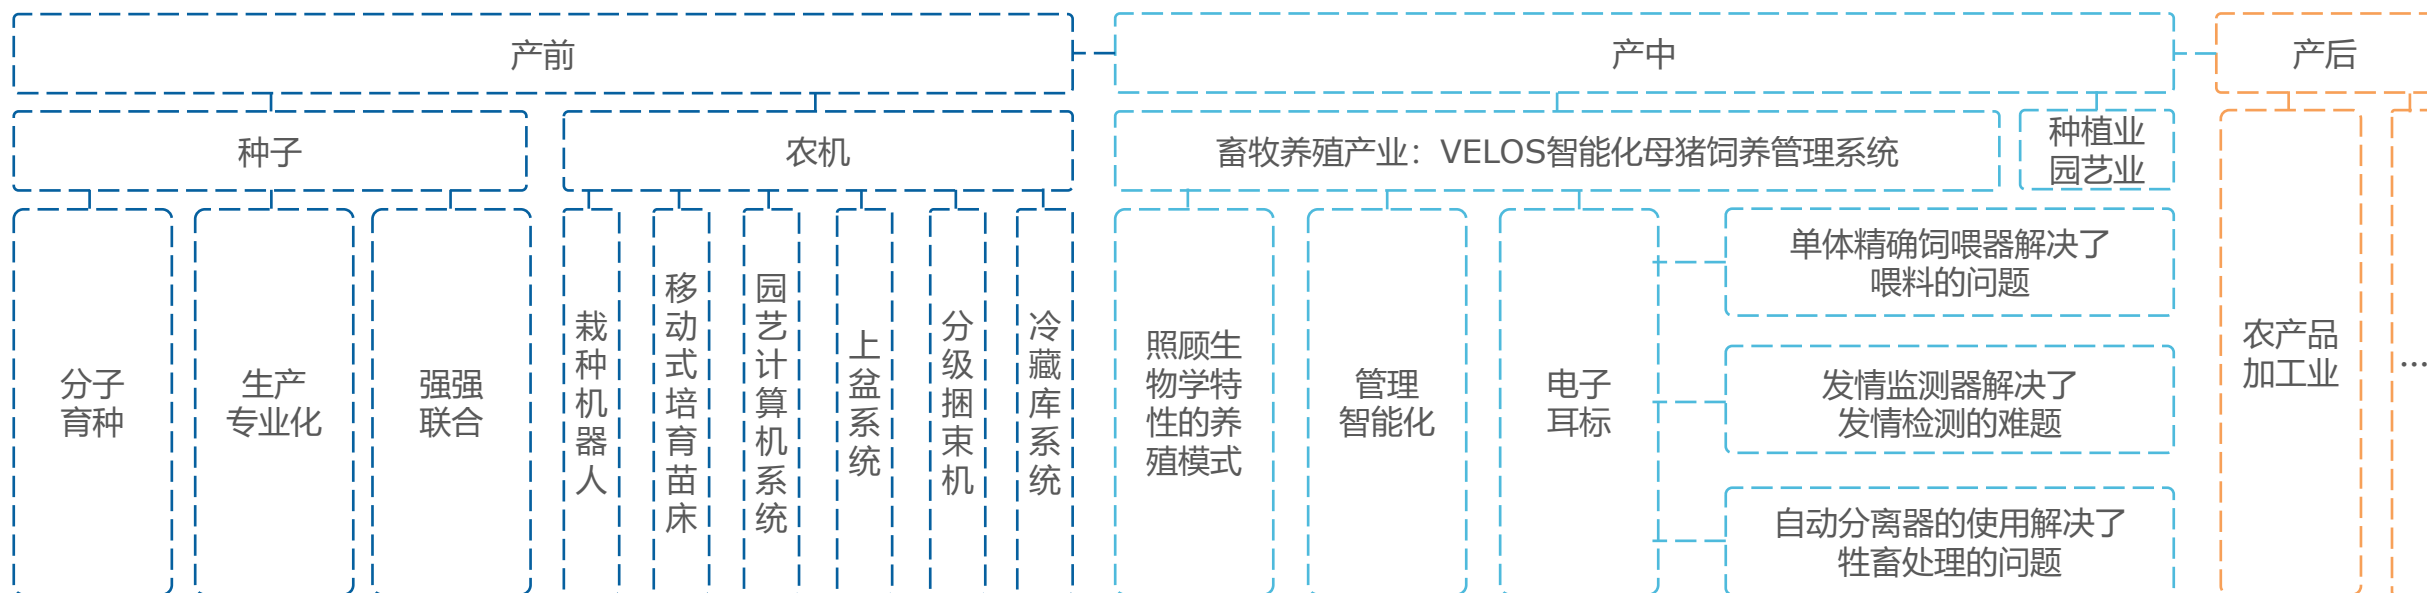 产前
产中
产后
种子
农机
畜牧养殖产业：VELOS智能化母猪饲养管理系统
种植业
园艺业
分子
育种
生产
专业化
强强
联合
栽种机器人
移动式培育苗床
园艺计算机系统
上盆系统
分级捆束机
冷藏库系统
照顾生
物学特
性的养
殖模式
管理
智能化
电子
耳标
单体精确饲喂器解决了
喂料的问题
发情监测器解决了
发情检测的难题
自动分离器的使用解决了
牲畜处理的问题
农产品
加工业
…